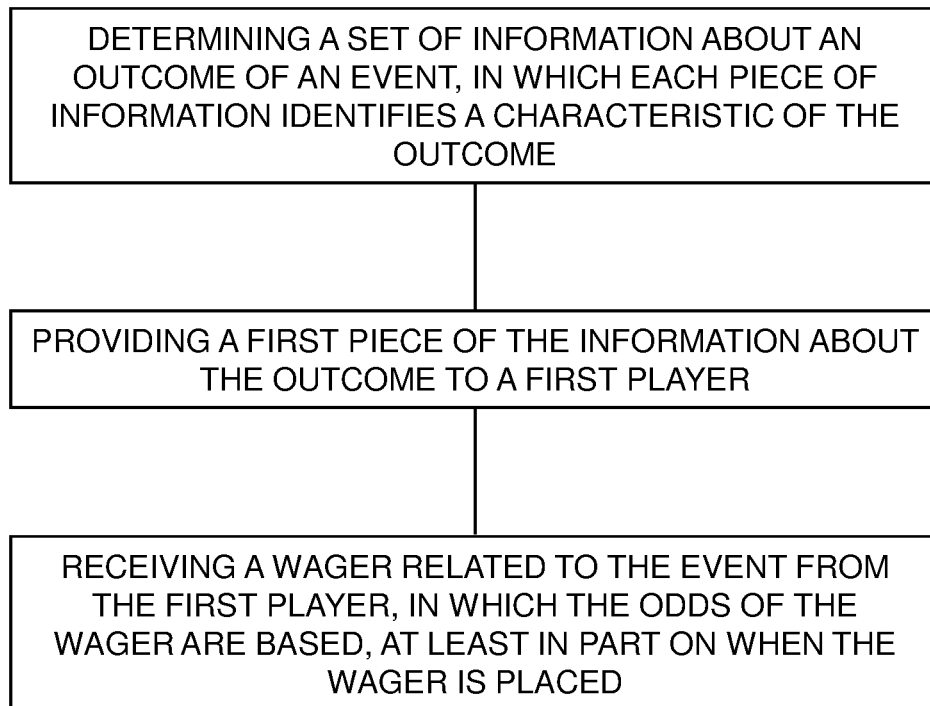 DETERMINING A SET OF INFORMATION ABOUT AN
OUTCOME OF AN EVENT, IN WHICH EACH PIECE OF
INFORMATION IDENTIFIES A CHARACTERISTIC OF THE
OUTCOME
PROVIDING A FIRST PIECE OF THE INFORMATION ABOUT
THE OUTCOME TO A FIRST PLAYER
RECEIVING A WAGER RELATED TO THE EVENT FROM
THE FIRST PLAYER, IN WHICH THE ODDS OF THE
WAGER ARE BASED, AT LEAST IN PART ON WHEN THE
WAGER IS PLACED